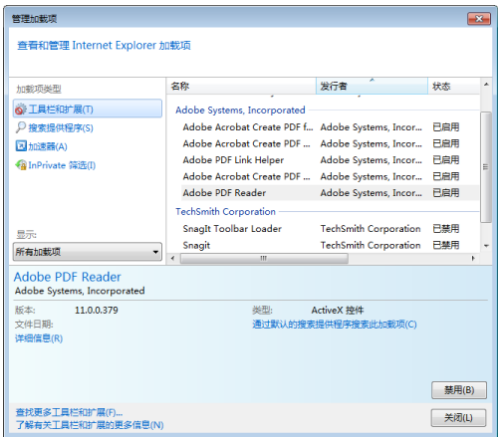 管理加载项
查看和管理 Internet Explorer 加载项
加载项类型
工具栏和扩展(T)
搜索提供程序(S)
加速器(A)
InPrivate 筛选(I)
显示:
所有加载项
名称 发行者 状态
Adobe Systems, Incorporated
Adobe Acrobat Create PDF f... Adobe Systems, Incor... 已启用
Adobe Acrobat Create PDF ... Adobe Systems, Incor... 已启用
Adobe PDF Link Helper Adobe Systems, Incor... 已启用
Adobe Acrobat Create PDF ... Adobe Systems, Incor... 已启用
Adobe PDF Reader Adobe Systems, Incor... 已启用
TechSmith Corporation
SnagIt Toolbar Loader TechSmith Corporation 已禁用
Snagit TechSmith Corporation 已禁用
Adobe PDF Reader
Adobe Systems, Incorporated
版本: 11.0.0.379 类型: ActiveX 控件
文件日期: 通过默认的搜索提供程序搜索此加载项(C)
详细信息(R)
禁用(B)
查找更多工具栏和扩展(F)...
了解有关工具栏和扩展的更多信息(N)
关闭(L)